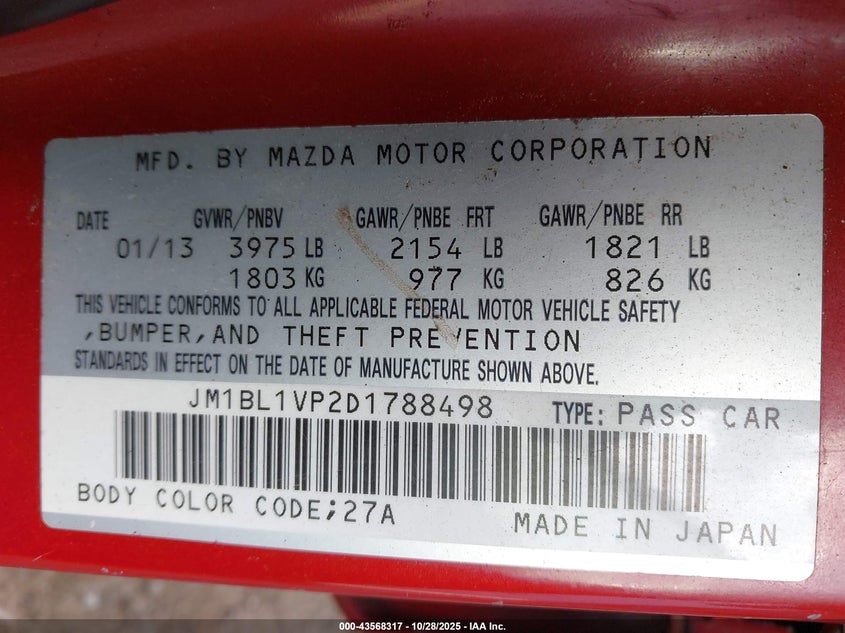 MFD. BY MAZDA MOTOR CORPORATION
DATE GVWR/PNBV GAWR/PNBE FRT GAWR/PNBE RR
01/13 3975 LB 2154 LB 1821 LB
1803 KG 977 KG 826 KG
THIS VEHICLE CONFORMS TO ALL APPLICABLE FEDERAL MOTOR VEHICLE SAFETY
,BUMPER,AND THEFT PREVENTION
STANDARDS IN EFFECT ON THE DATE OF MANUFACTURE SHOWN ABOVE.
JM1BL1VP2D1788498 TYPE: PASS CAR
BODY COLOR CODE;27A
MADE IN JAPAN
000-43568317 | 10/28/2025 - IAA Inc.